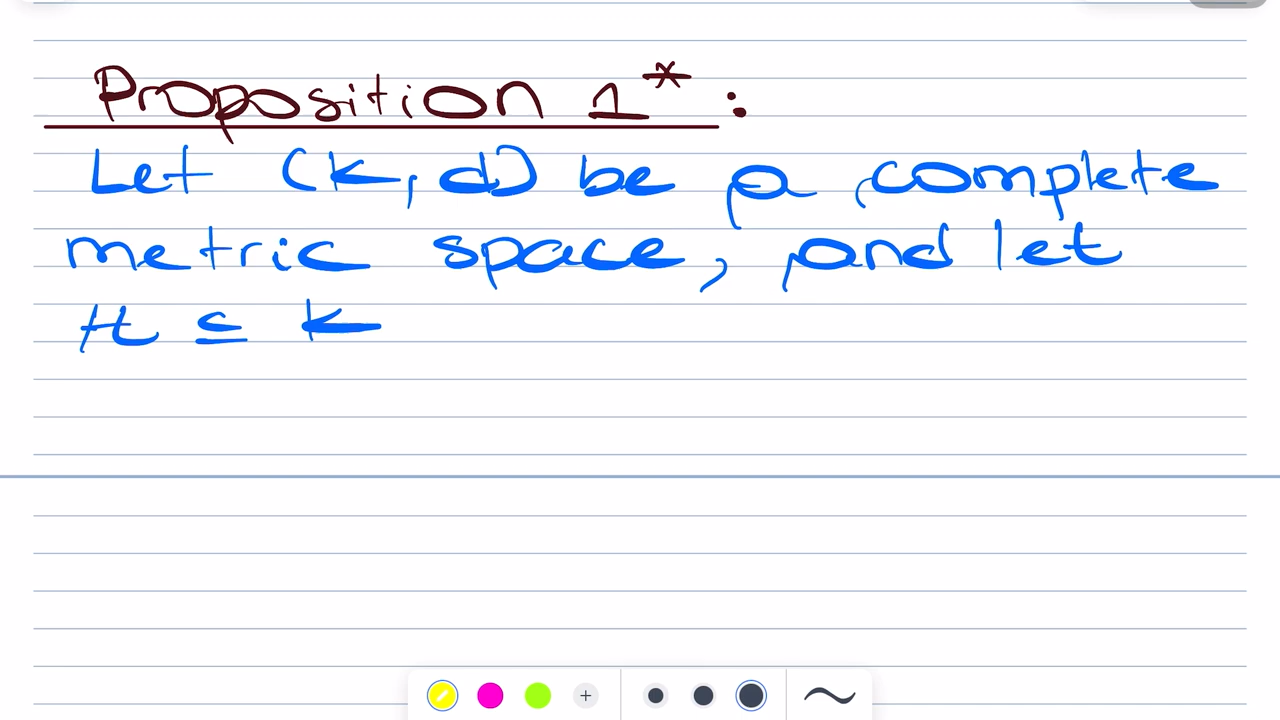 Proposition 1*:
Let (k, d) be a complete
metric space, and let
H ⊆ k